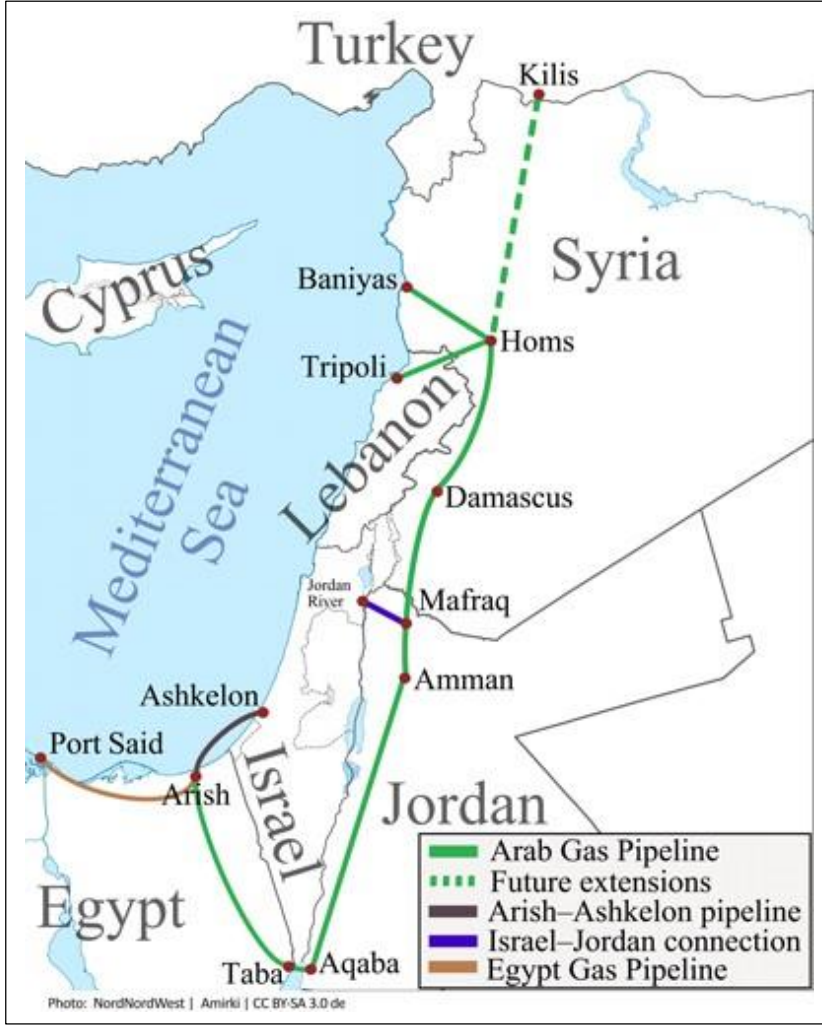 Turkey
Kilis
Cyprus
Syria
Baniyas
Homs
Tripoli
Mediterranean
Sea
Lebanon
Damascus
Jordan
River
Mafraq
Amman
Ashkelon
Port Said
Arish
Israel
Jordan
Egypt
Taba
Aqaba
Arab Gas Pipeline
Future extensions
Arish–Ashkelon pipeline
Israel–Jordan connection
Egypt Gas Pipeline
Photo: NordNordWest | Amirki | CC BY-SA 3.0 de